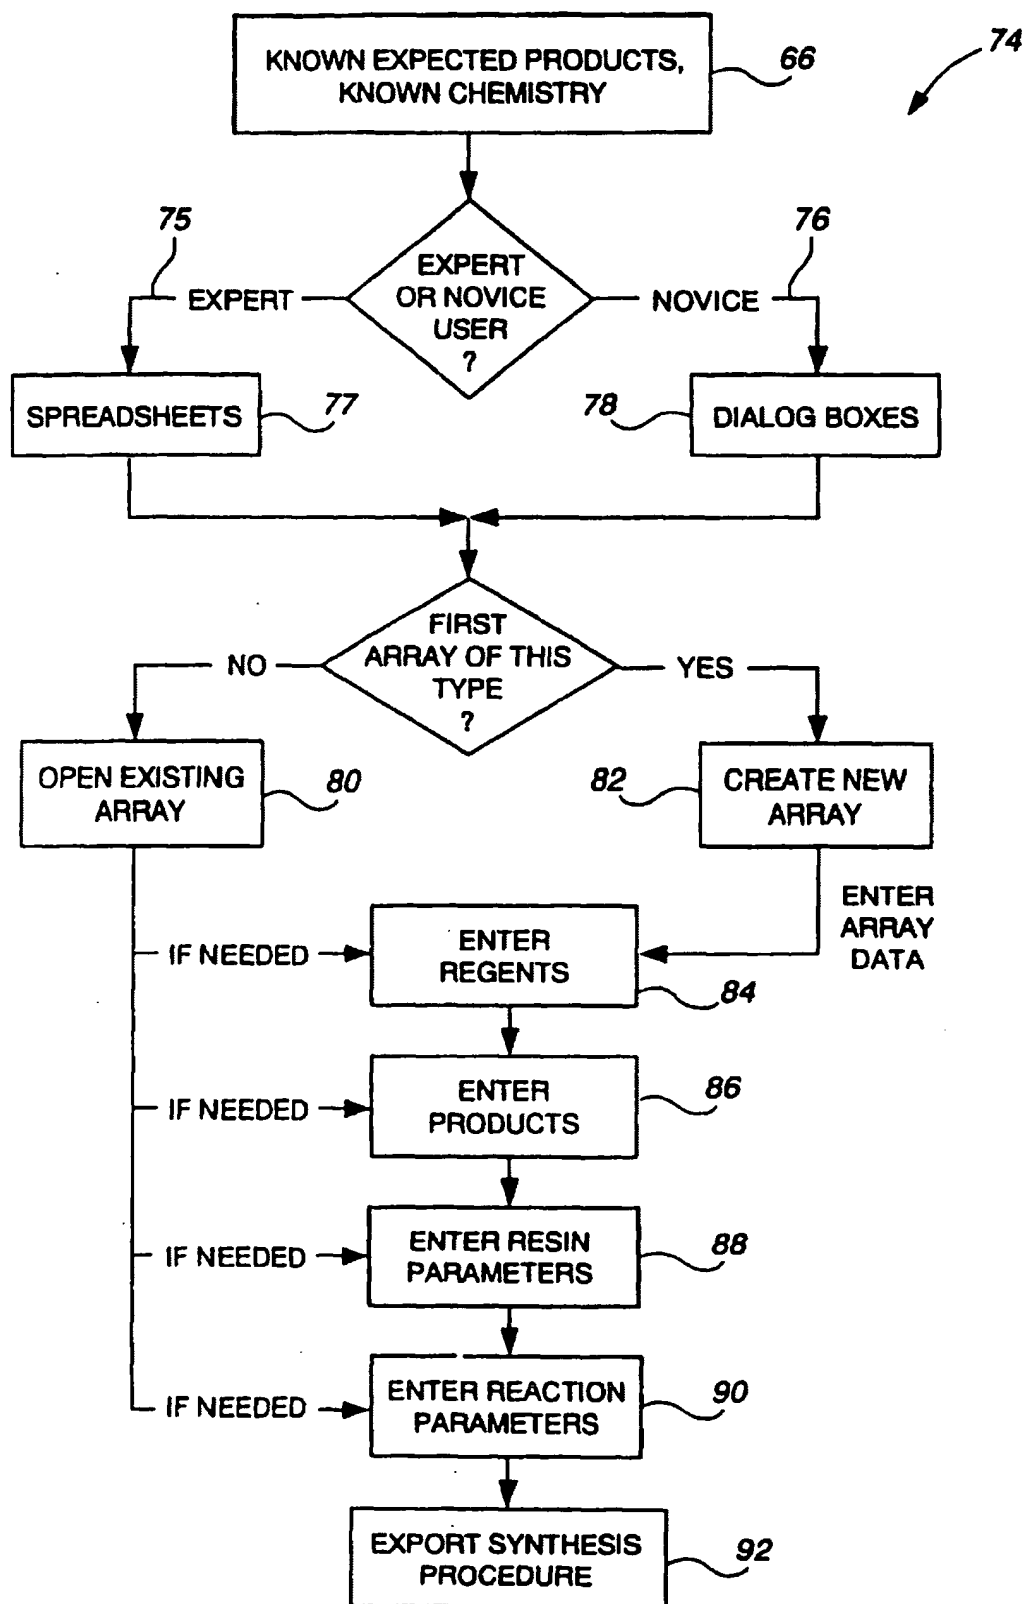 74
KNOWN EXPECTED PRODUCTS,
KNOWN CHEMISTRY
66
75
76
EXPERT
OR NOVICE
USER
?
EXPERT
NOVICE
SPREADSHEETS
77
78
DIALOG BOXES
FIRST
ARRAY OF THIS
TYPE
?
NO
YES
OPEN EXISTING
ARRAY
80
82
CREATE NEW
ARRAY
ENTER
ARRAY
DATA
IF NEEDED
ENTER
REGENTS
84
IF NEEDED
ENTER
PRODUCTS
86
IF NEEDED
ENTER RESIN
PARAMETERS
88
IF NEEDED
ENTER REACTION
PARAMETERS
90
EXPORT SYNTHESIS
PROCEDURE
92